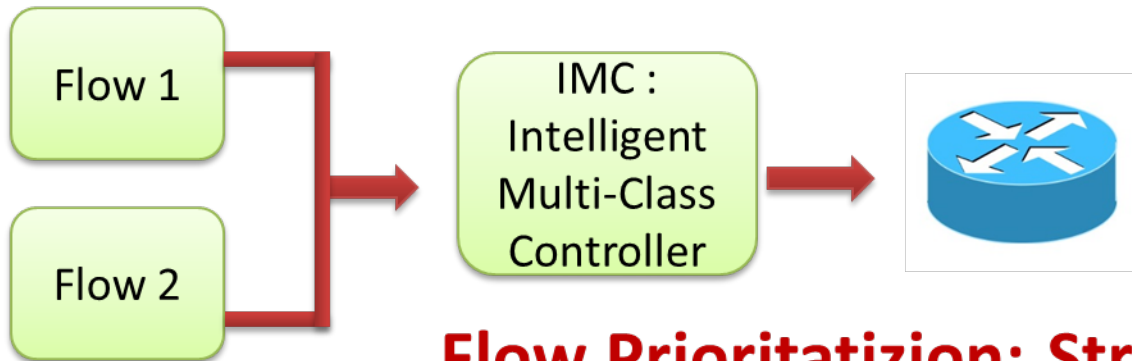 Flow 1
IMC :
Intelligent
Multi-Class
Controller
Flow 2
Flow Prioritatizion: Str